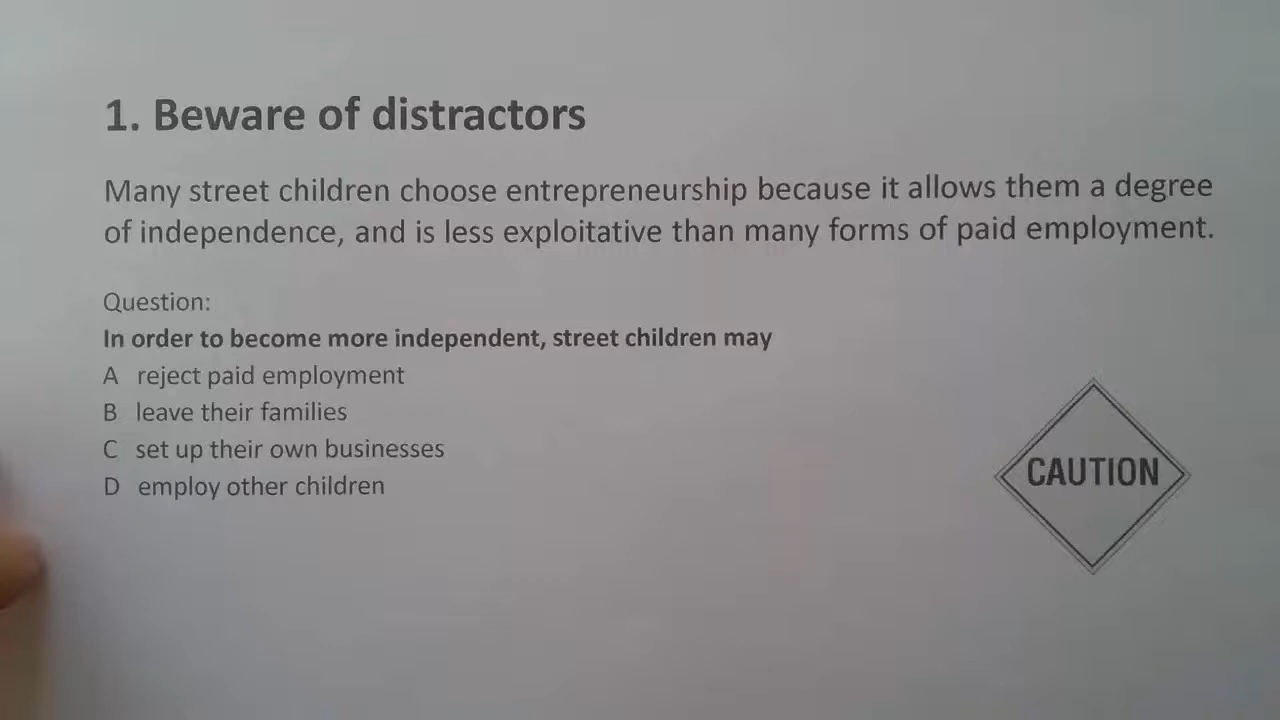 1. Beware of distractors
Many street children choose entrepreneurship because it allows them a degree
of independence, and is less exploitative than many forms of paid employment.
Question:
In order to become more independent, street children may
A reject paid employment
B leave their families
C set up their own businesses
D employ other children
CAUTION